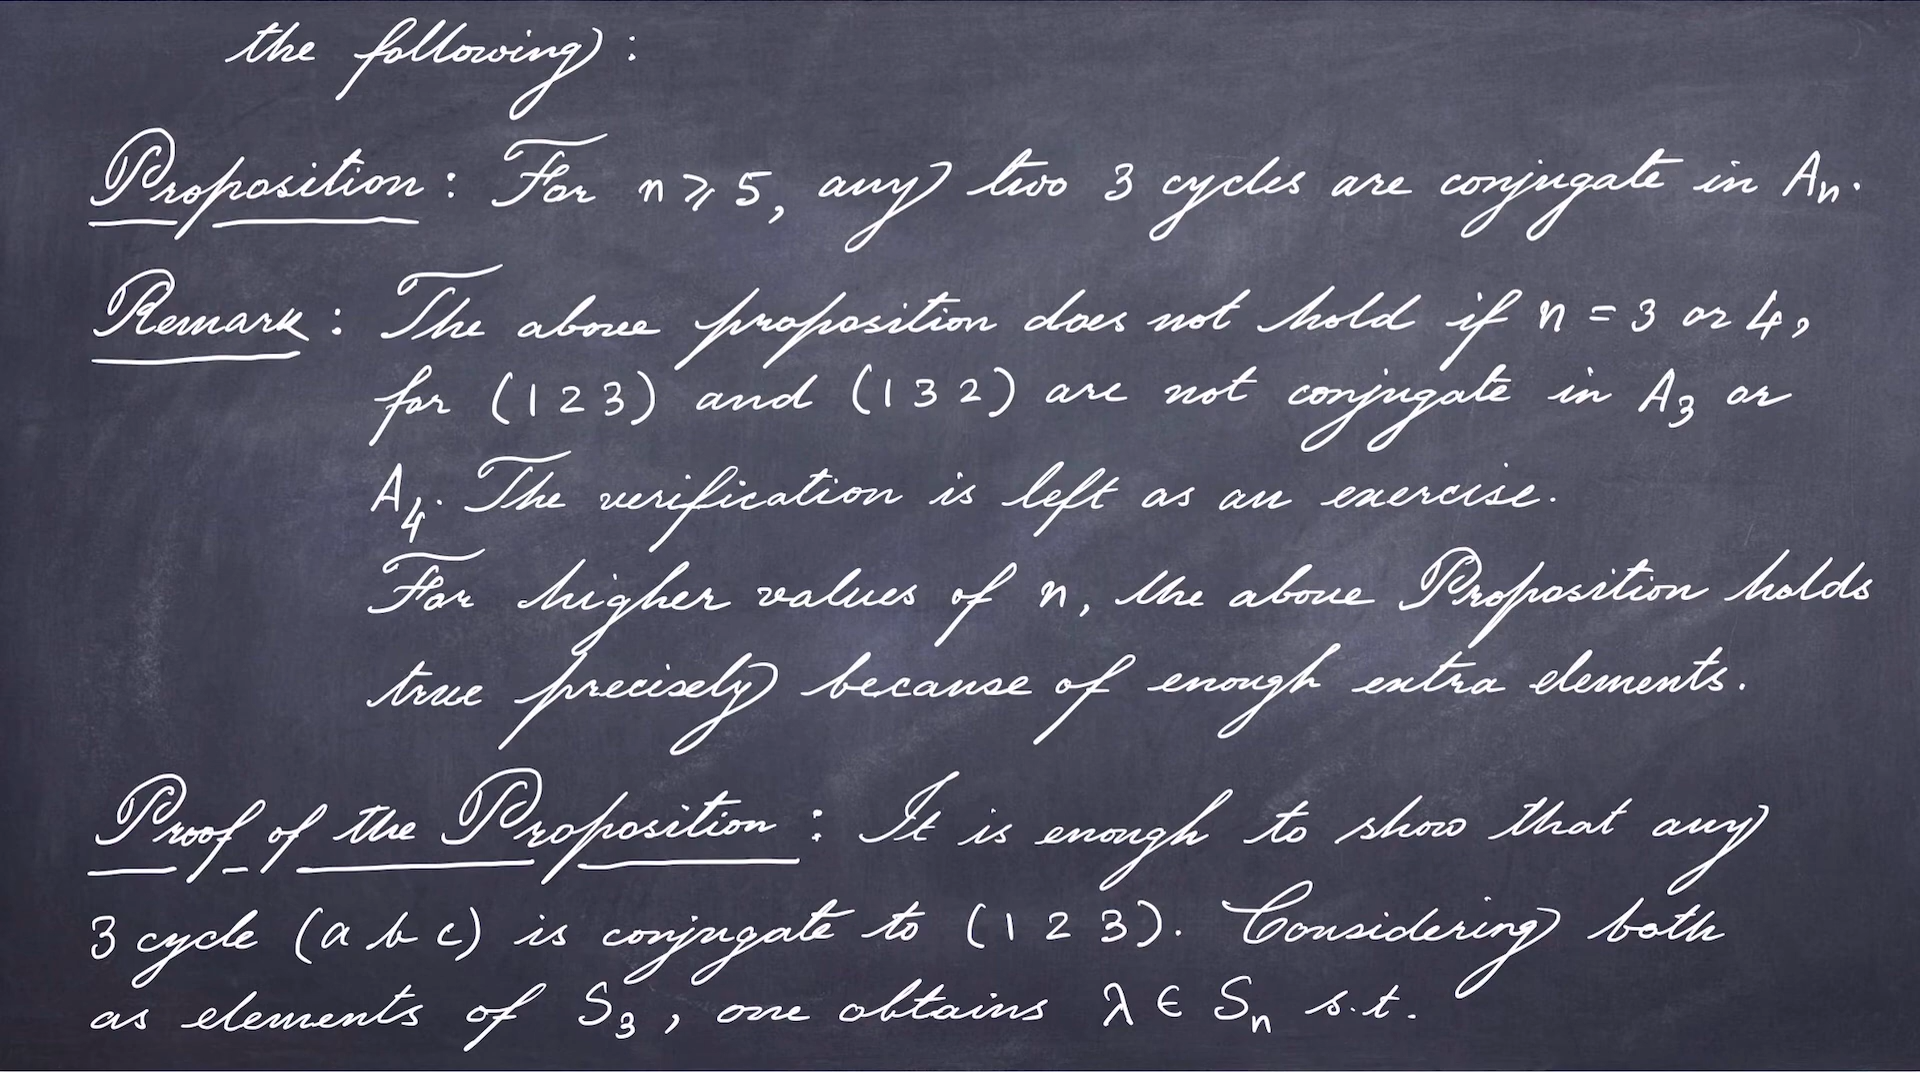 the following):
Proposition: For n ⩾ 5, any two 3 cycles are conjugate in Aₙ.
Remark: The above proposition does not hold if n = 3 or 4,
for (1 2 3) and (1 3 2) are not conjugate in A₃ or
A₄. The verification is left as an exercise.
For higher values of n, the above Proposition holds
true precisely because of enough extra elements.
Proof of the Proposition: It is enough to show that any
3 cycle (a b c) is conjugate to (1 2 3). Considering both
as elements of S₃, one obtains λ ∈ Sₙ s.t.